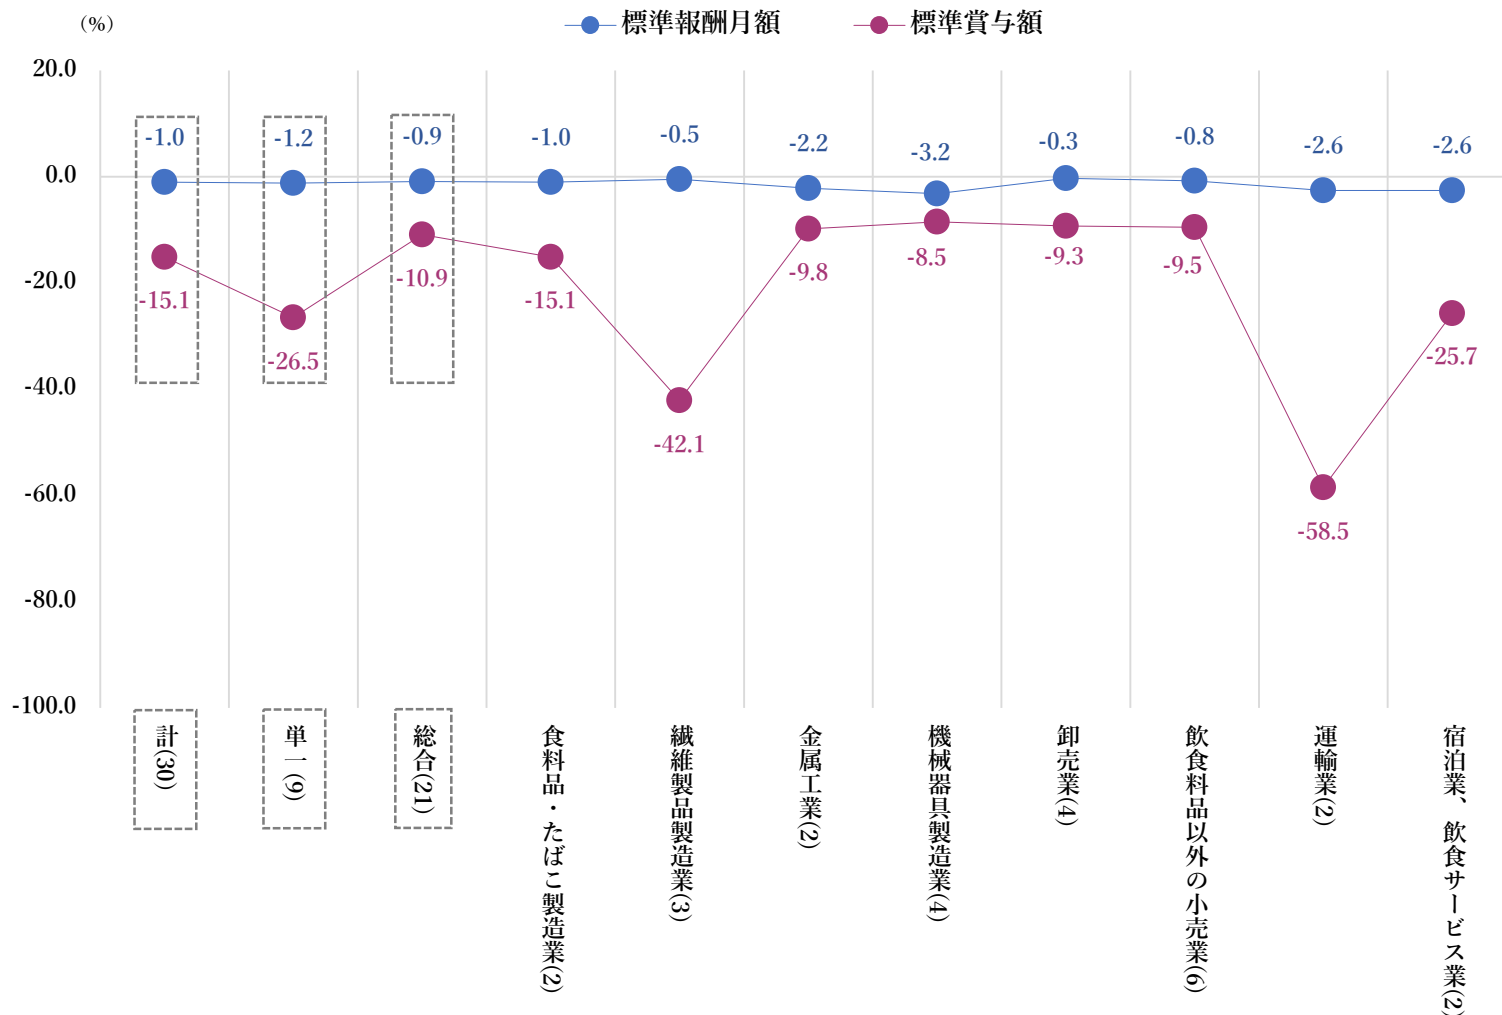 （%）
標準報酬月額
標準賞与額
20.0
0.0
-20.0
-40.0
-60.0
-80.0
-100.0
-1.0
-1.2
-0.9
-1.0
-0.5
-2.2
-3.2
-0.3
-0.8
-2.6
-2.6
-15.1
-26.5
-10.9
-15.1
-42.1
-9.8
-8.5
-9.3
-9.5
-58.5
-25.7
計(30)
単一(9)
総合(21)
食料品・たばこ製造業(2)
繊維製品製造業(3)
金属工業(2)
機械器具製造業(4)
卸売業(4)
飲食料品以外の小売業(6)
運輸業(2)
宿泊業、飲食サービス業(2)